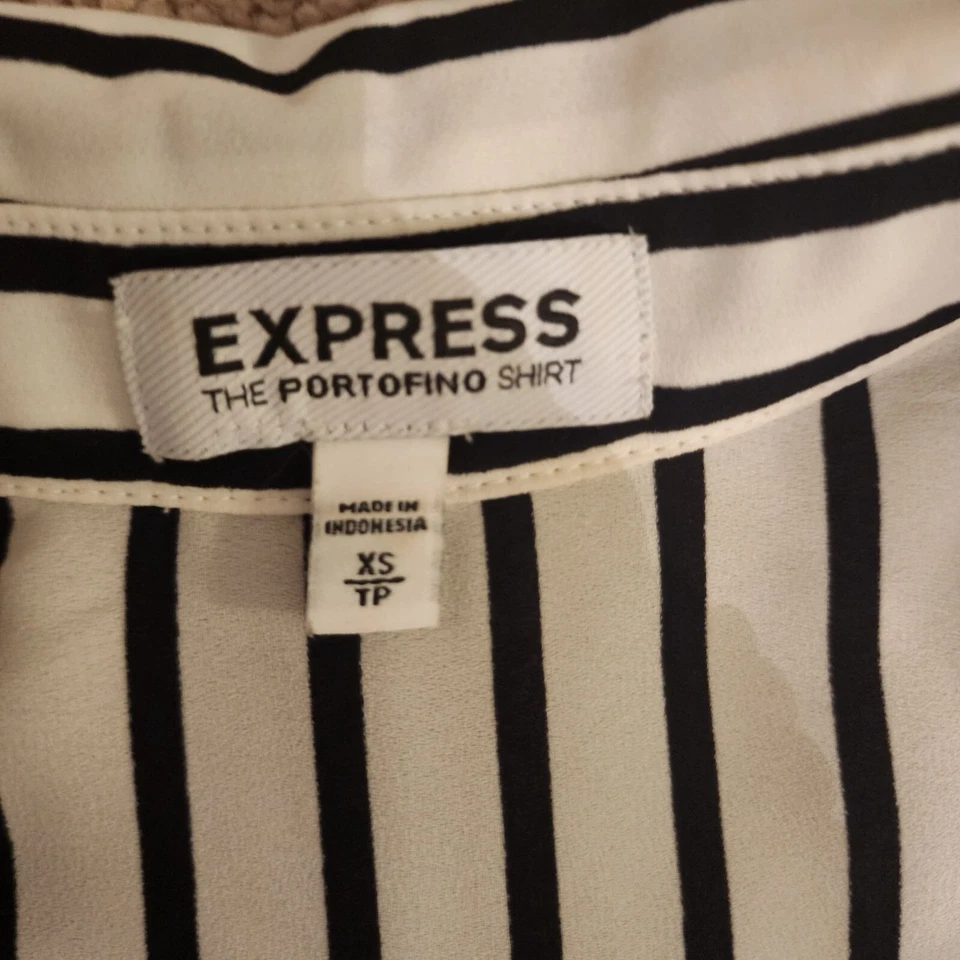 EXPRESS
THE PORTOFINO SHIRT
MADE IN
INDONESIA
XS
TP